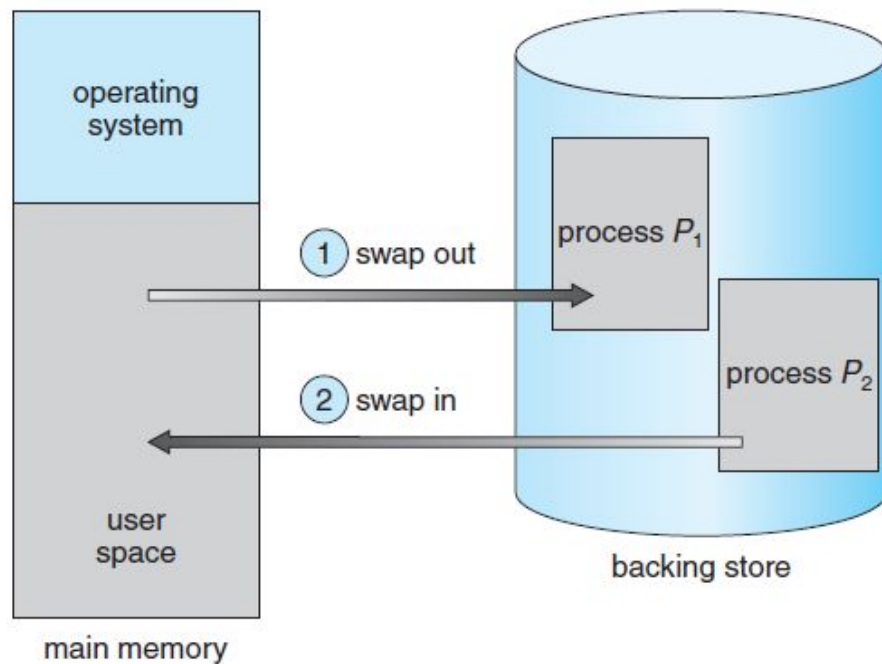 operating
system
1 swap out
process P₁
process P₂
2 swap in
user
space
backing store
main memory